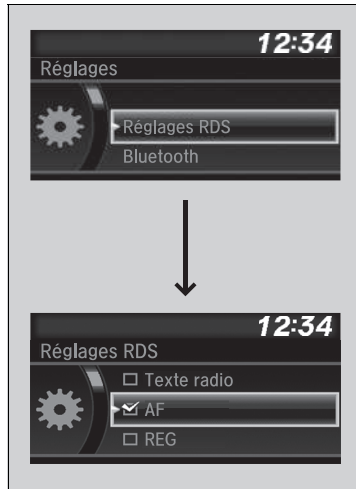 12:34
Réglages
Réglages RDS
Bluetooth
12:34
Réglages RDS
Texte radio
AF
REG